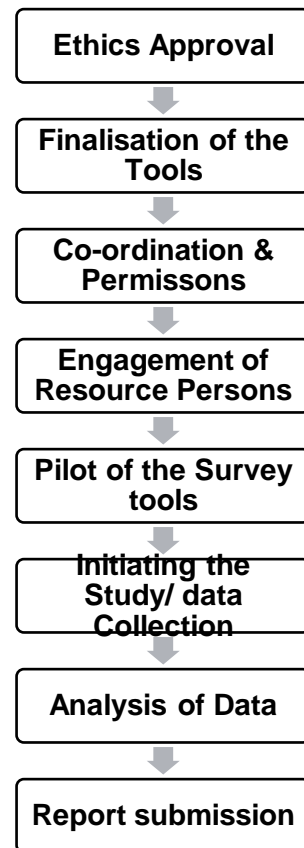 Ethics Approval
Finalisation of the
Tools
Co-ordination &
Permissons
Engagement of
Resource Persons
Pilot of the Survey
tools
Initiating the
Study/ data
Collection
Analysis of Data
Report submission